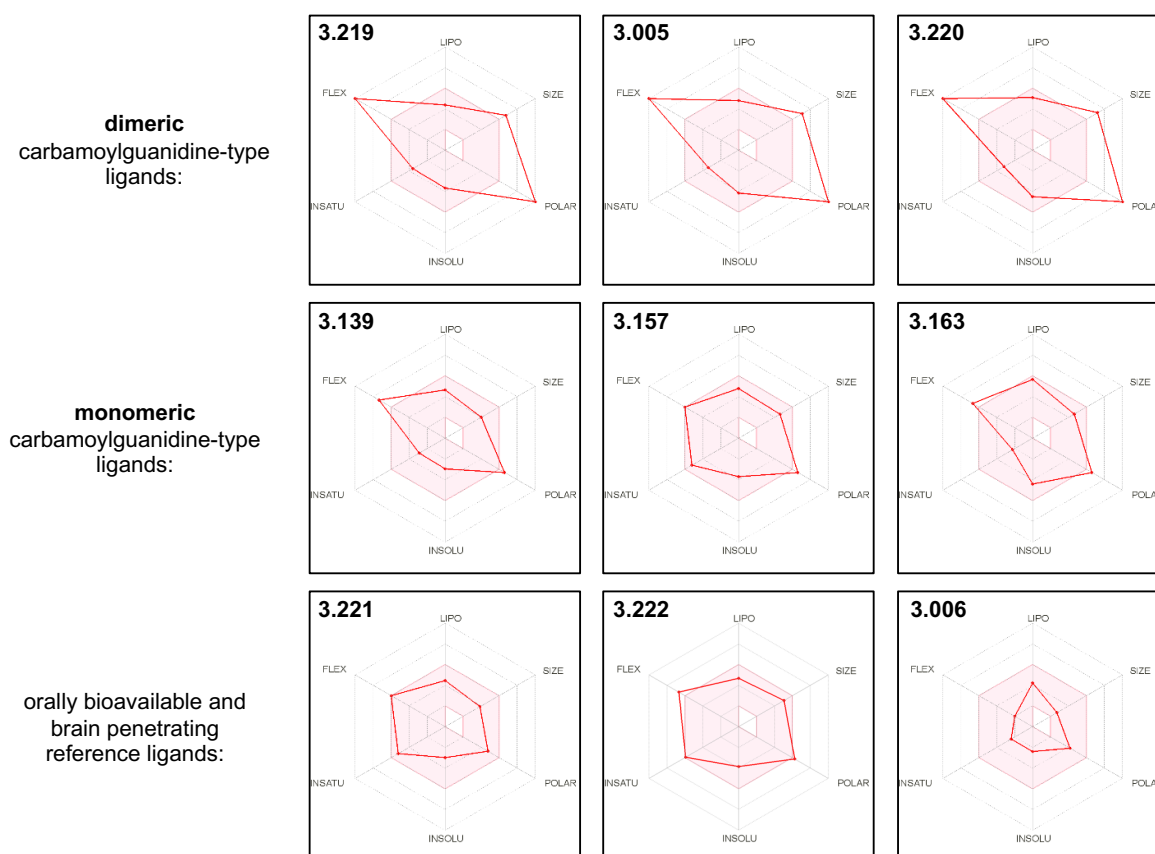 3.219
LIPO
FLEX
SIZE
INSATU
POLAR
INSOLU
3.005
LIPO
FLEX
SIZE
INSATU
POLAR
INSOLU
3.220
LIPO
FLEX
SIZE
INSATU
POLAR
INSOLU
dimeric
carbamoylguanidine-type
ligands:
3.139
LIPO
FLEX
SIZE
INSATU
POLAR
INSOLU
3.157
LIPO
FLEX
SIZE
INSATU
POLAR
INSOLU
3.163
LIPO
FLEX
SIZE
INSATU
POLAR
INSOLU
monomeric
carbamoylguanidine-type
ligands:
3.221
LIPO
FLEX
SIZE
INSATU
POLAR
INSOLU
3.222
LIPO
FLEX
SIZE
INSATU
POLAR
INSOLU
3.006
LIPO
FLEX
SIZE
INSATU
POLAR
INSOLU
orally bioavailable and
brain penetrating
reference ligands: